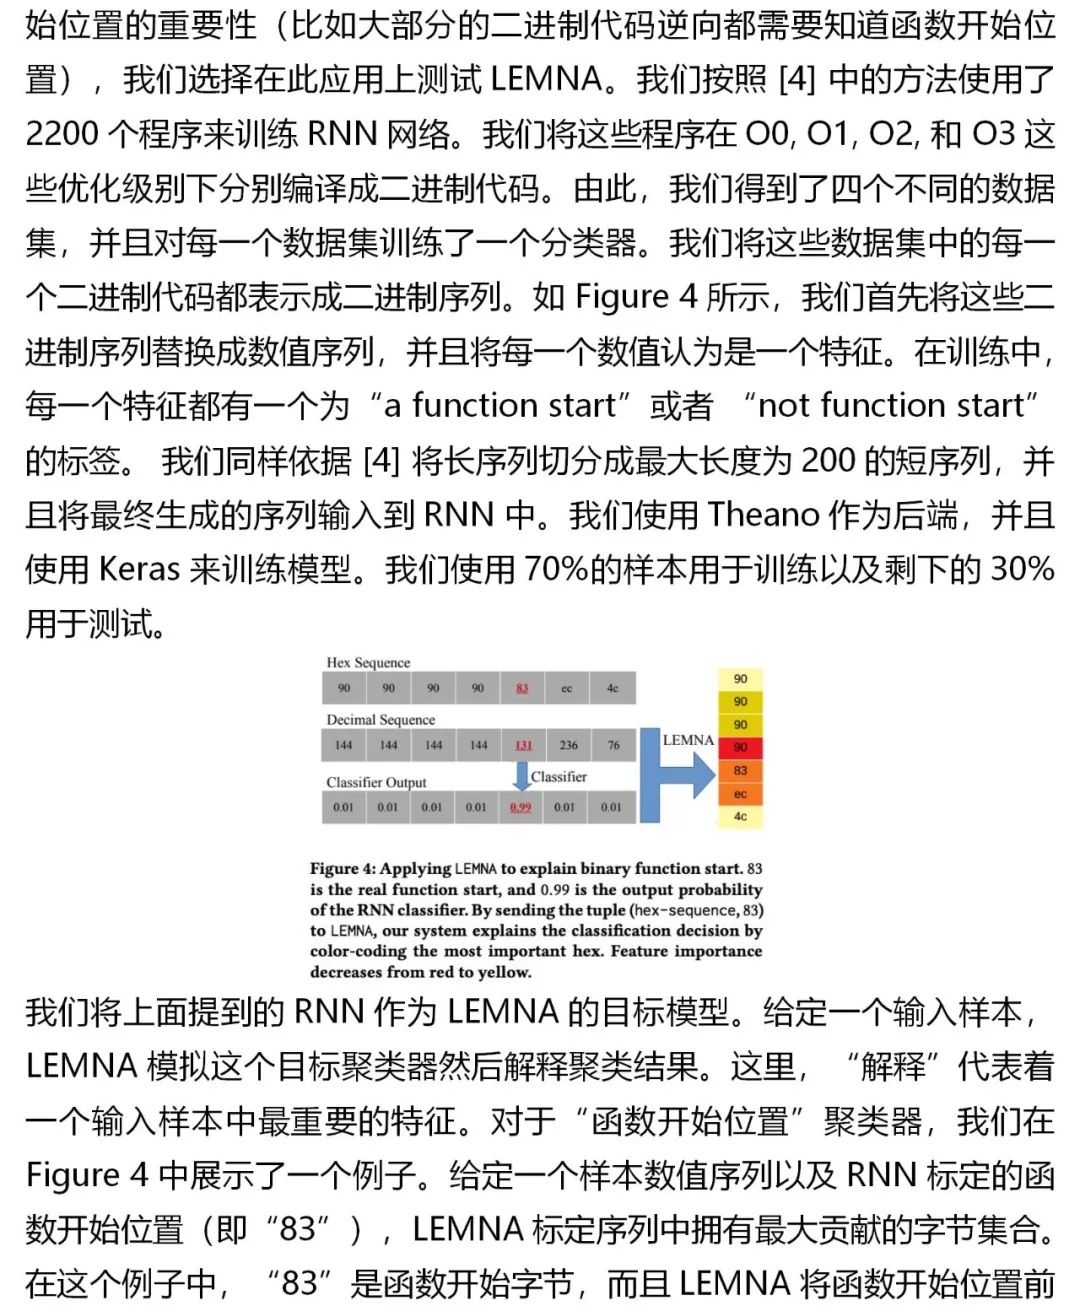 始位置的重要性（比如大部分的二进制代码逆向都需要知道函数开始位
置），我们选择在此应用上测试 LEMNA。我们按照 [4] 中的方法使用了
2200 个程序来训练 RNN 网络。我们将这些程序在 O0, O1, O2, 和 O3 这
些优化级别下分别编译成二进制代码。由此，我们得到了四个不同的数据
集，并且对每一个数据集训练了一个分类器。我们将这些数据集中的每一
个二进制代码都表示成二进制序列。如 Figure 4 所示，我们首先将这些二
进制序列替换成数值序列，并且将每一个数值认为是一个特征。在训练中，
每一个特征都有一个为“a function start”或者 “not function start”
的标签。 我们同样依据 [4] 将长序列切分成最大长度为 200 的短序列，并
且将最终生成的序列输入到 RNN 中。我们使用 Theano 作为后端，并且
使用 Keras 来训练模型。我们使用 70%的样本用于训练以及剩下的 30%
用于测试。
Hex Sequence
90 90 90 90 83 ec 4c
Decimal Sequence
144 144 144 144 131 236 76
Classifier
Classifier Output
0.01 0.01 0.01 0.01 0.99 0.01 0.01
LEMNA
90
90
90
90
83
ec
4c
Figure 4: Applying LEMNA to explain binary function start. 83
is the real function start, and 0.99 is the output probability
of the RNN classifier. By sending the tuple (hex-sequence, 83)
to LEMNA, our system explains the classification decision by
color-coding the most important hex. Feature importance
decreases from red to yellow.
我们将上面提到的 RNN 作为 LEMNA 的目标模型。给定一个输入样本，
LEMNA 模拟这个目标聚类器然后解释聚类结果。这里，“解释”代表着
一个输入样本中最重要的特征。对于“函数开始位置”聚类器，我们在
Figure 4 中展示了一个例子。给定一个样本数值序列以及 RNN 标定的函
数开始位置（即“83”），LEMNA 标定序列中拥有最大贡献的字节集合。
在这个例子中，“83”是函数开始字节，而且 LEMNA 将函数开始位置前